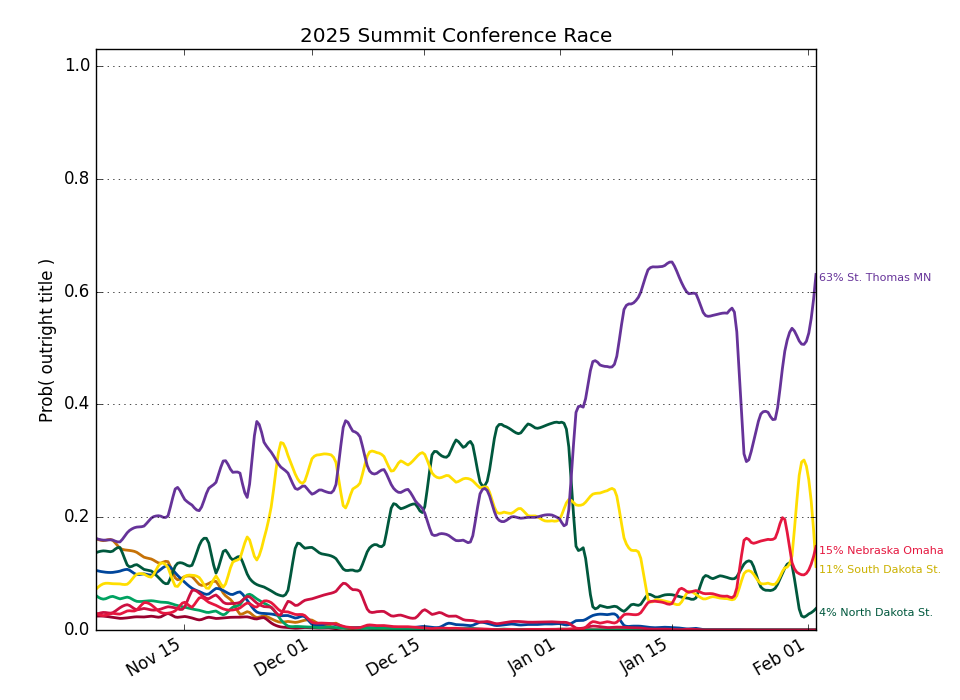 2025 Summit Conference Race
Prob( outright title )
1.0
0.8
0.6
0.4
0.2
0.0
63% St. Thomas MN
15% Nebraska Omaha
11% South Dakota St.
4% North Dakota St.
Nov 15
Dec 01
Dec 15
Jan 01
Jan 15
Feb 01